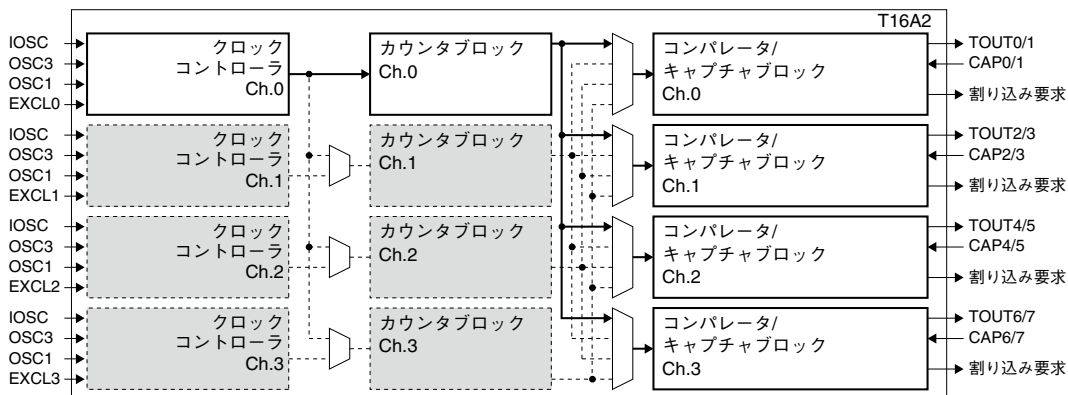 T16A2
IOSC
OSC3
OSC1
EXCL0
クロック
コントローラ
Ch.0
カウンタブロック
Ch.0
コンパレータ/
キャプチャブロック
Ch.0
TOUT0/1
CAP0/1
割り込み要求
IOSC
OSC3
OSC1
EXCL1
クロック
コントローラ
Ch.1
カウンタブロック
Ch.1
コンパレータ/
キャプチャブロック
Ch.1
TOUT2/3
CAP2/3
割り込み要求
IOSC
OSC3
OSC1
EXCL2
クロック
コントローラ
Ch.2
カウンタブロック
Ch.2
コンパレータ/
キャプチャブロック
Ch.2
TOUT4/5
CAP4/5
割り込み要求
IOSC
OSC3
OSC1
EXCL3
クロック
コントローラ
Ch.3
カウンタブロック
Ch.3
コンパレータ/
キャプチャブロック
Ch.3
TOUT6/7
CAP6/7
割り込み要求